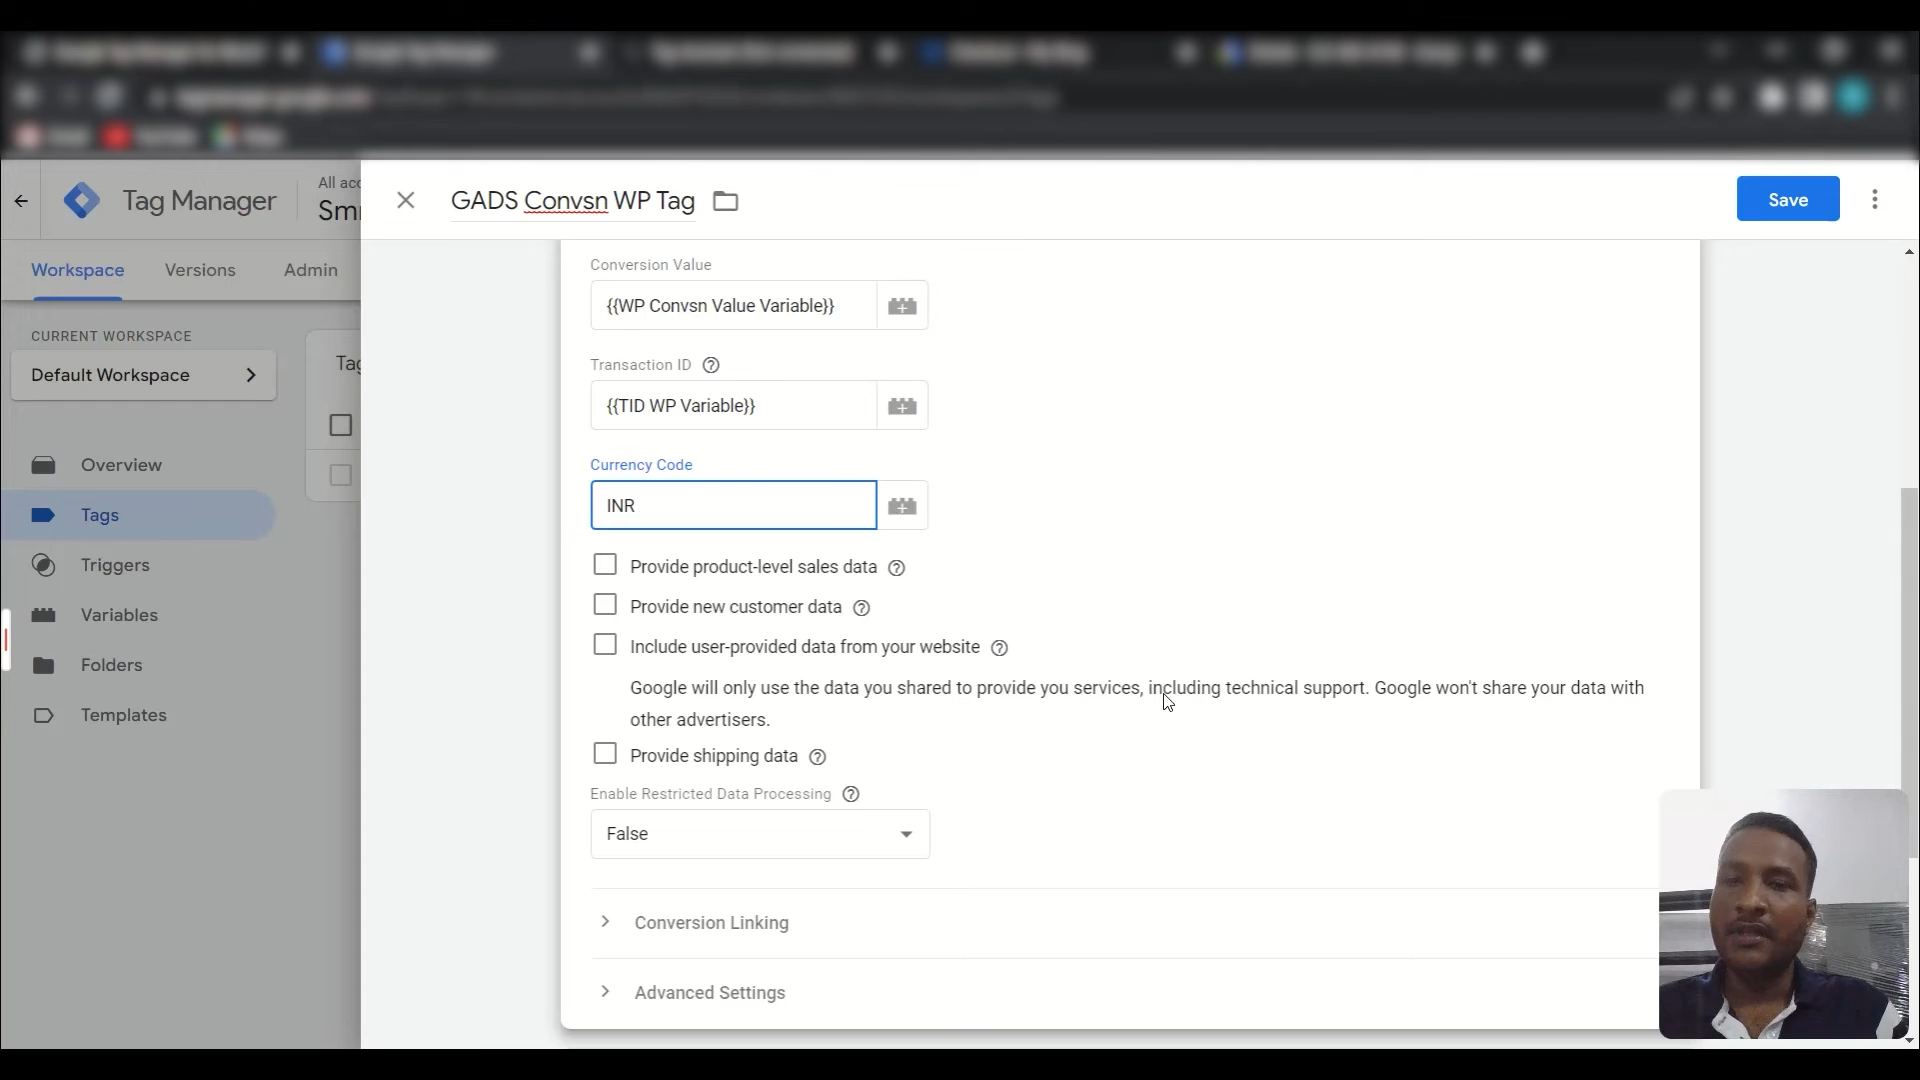 Tag Manager
All acc
Smr
GADS Convsn WP Tag
Save
Workspace
Versions
Admin
CURRENT WORKSPACE
Default Workspace
Tag
Overview
Tags
Triggers
Variables
Folders
Templates
Conversion Value
{{WP Convsn Value Variable}}
Transaction ID
{{TID WP Variable}}
Currency Code
INR
Provide product-level sales data
Provide new customer data
Include user-provided data from your website
Google will only use the data you shared to provide you services, including technical support. Google won't share your data with
other advertisers.
Provide shipping data
Enable Restricted Data Processing
False
Conversion Linking
Advanced Settings